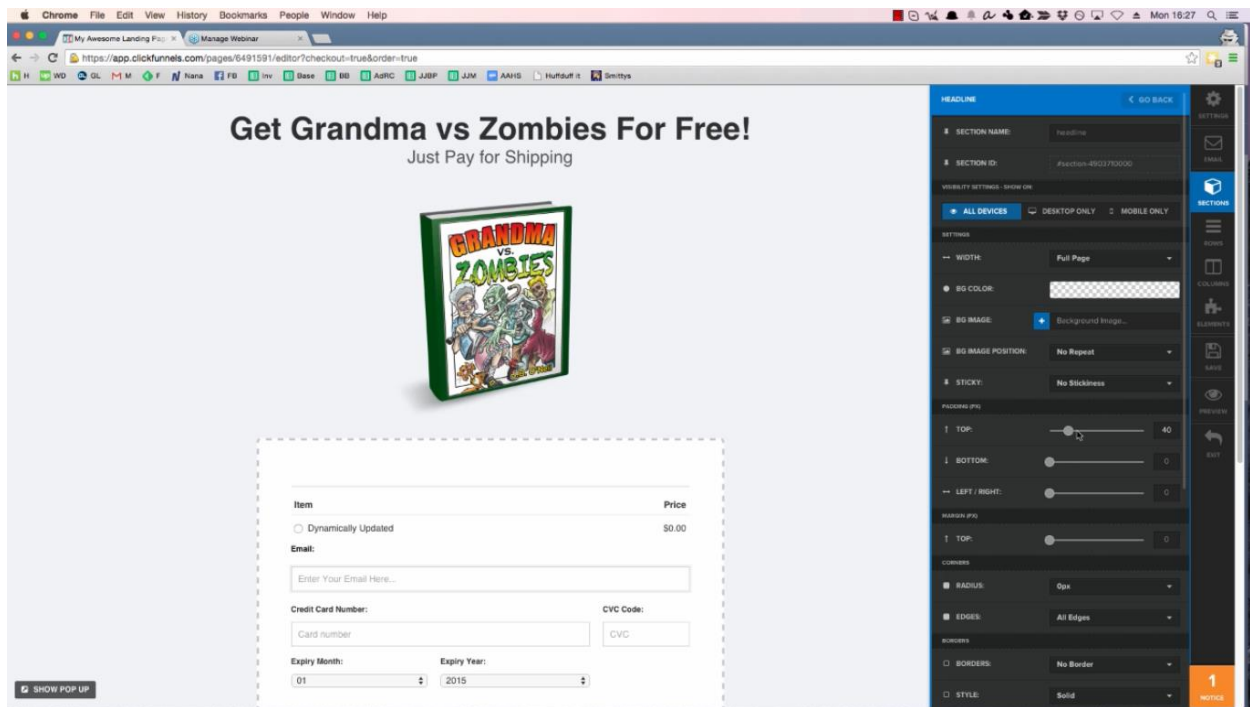 Chrome File Edit View History Bookmarks People Window Help
Mon 16:27
My Awesome Landing Pag
Manage Webinar
https://app.clickfunnels.com/pages/6491591/editor?checkout=true&order=true
H WD GL M M F Nana FB Inv Base BB AdRC JJBP JJM AAHS Huffduff it Smittys
Get Grandma vs Zombies For Free!
Just Pay for Shipping
GRANDMA
VS.
ZOMBIES
Item Price
Dynamically Updated $0.00
Email:
Enter Your Email Here...
Credit Card Number: CVC Code:
Card number CVC
Expiry Month: Expiry Year:
01 2015
SHOW POP UP
HEADLINE GO BACK
SECTION NAME: headline
SECTION ID: #section-4903710000
VISIBILITY SETTINGS - SHOW ON:
ALL DEVICES DESKTOP ONLY MOBILE ONLY
SETTINGS
WIDTH: Full Page
BG COLOR:
BG IMAGE: + Background Image...
BG IMAGE POSITION: No Repeat
STICKY: No Stickiness
PADDING (PX)
TOP: 40
BOTTOM: 0
LEFT / RIGHT: 0
MARGIN (PX)
TOP: 0
CORNERS
RADIUS: 0px
EDGES: All Edges
BORDERS
BORDERS: No Border
STYLE: Solid
SETTINGS
EMAIL
SECTIONS
ROWS
COLUMNS
ELEMENTS
SAVE
PREVIEW
EXIT
1
NOTICE